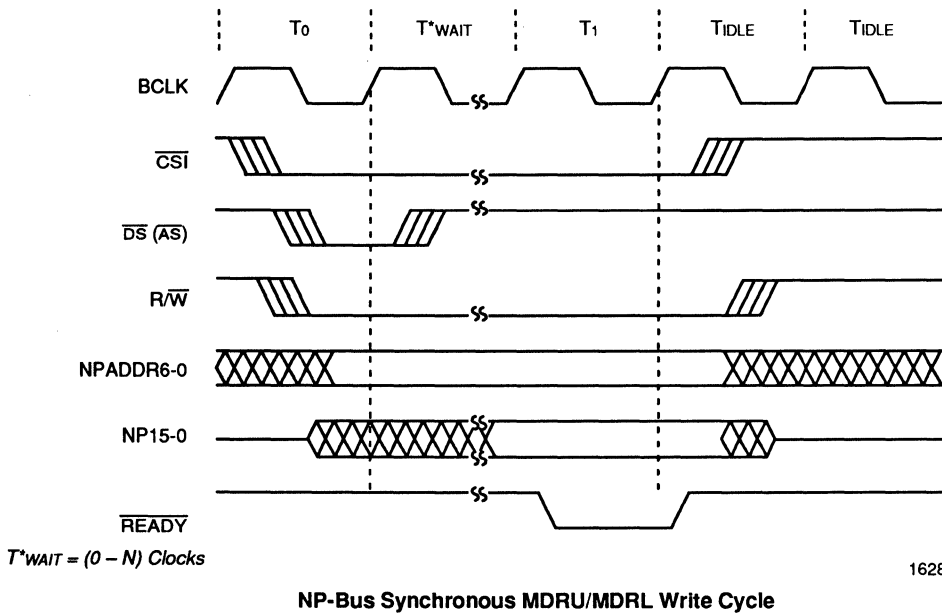 T0 T*WAIT T1 TIDLE TIDLE
BCLK
CSI
DS (AS)
R/W
NPADDR6-0
NP15-0
READY
T*WAIT = (0 – N) Clocks
1628
NP-Bus Synchronous MDRU/MDRL Write Cycle